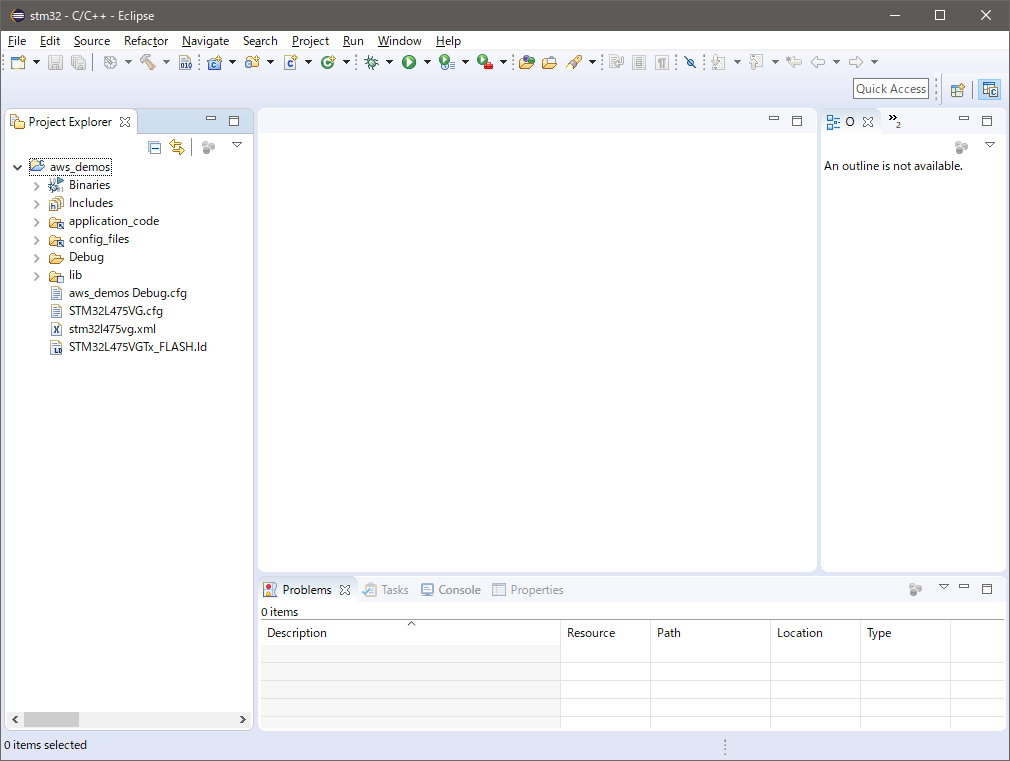 stm32 - C/C++ - Eclipse
File Edit Source Refactor Navigate Search Project Run Window Help
Quick Access
Project Explorer
O
2
An outline is not available.
aws_demos
Binaries
Includes
application_code
config_files
Debug
lib
aws_demos Debug.cfg
STM32L475VG.cfg
stm32l475vg.xml
STM32L475VGTx_FLASH.ld
Problems Tasks Console Properties
0 items
Description Resource Path Location Type
0 items selected